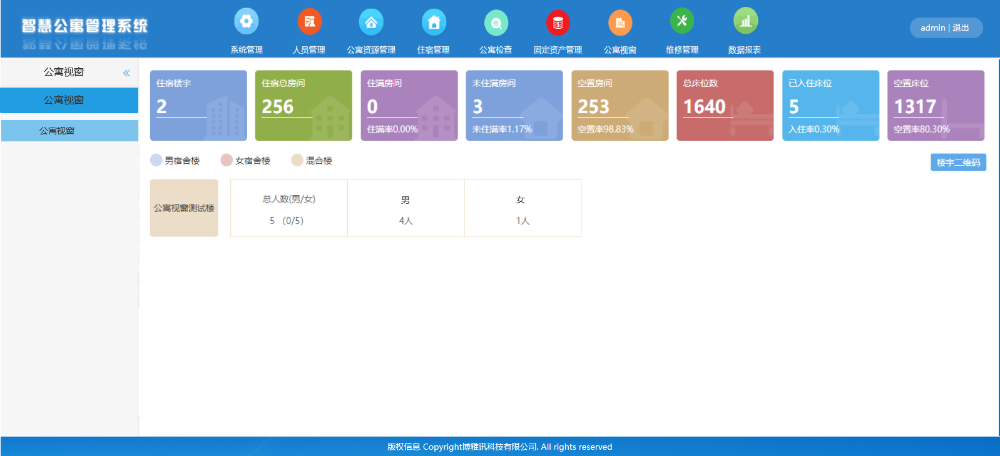 智慧公寓管理系统
系统管理
人员管理
公寓资源管理
住宿管理
检
公寓检查
固定资产管理
公寓视窗
维修管理
数据报表
admin | 退出
公寓视窗
«
公寓视窗
公寓视窗
住宿楼宇
2
住宿总房间
256
住满房间
0
住满率0.00%
未住满房间
3
未住满率1.17%
空置房间
253
空置率98.83%
总床位数
1640
已入住床位
5
入住率0.30%
空置床位
1317
空置率80.30%
男宿舍楼
女宿舍楼
混合楼
楼宇二维码
公寓视窗测试楼
总人数(男/女)
5 （0/5）
男
4人
女
1人
版权信息 Copyright博雅讯科技有限公司. All rights reserved